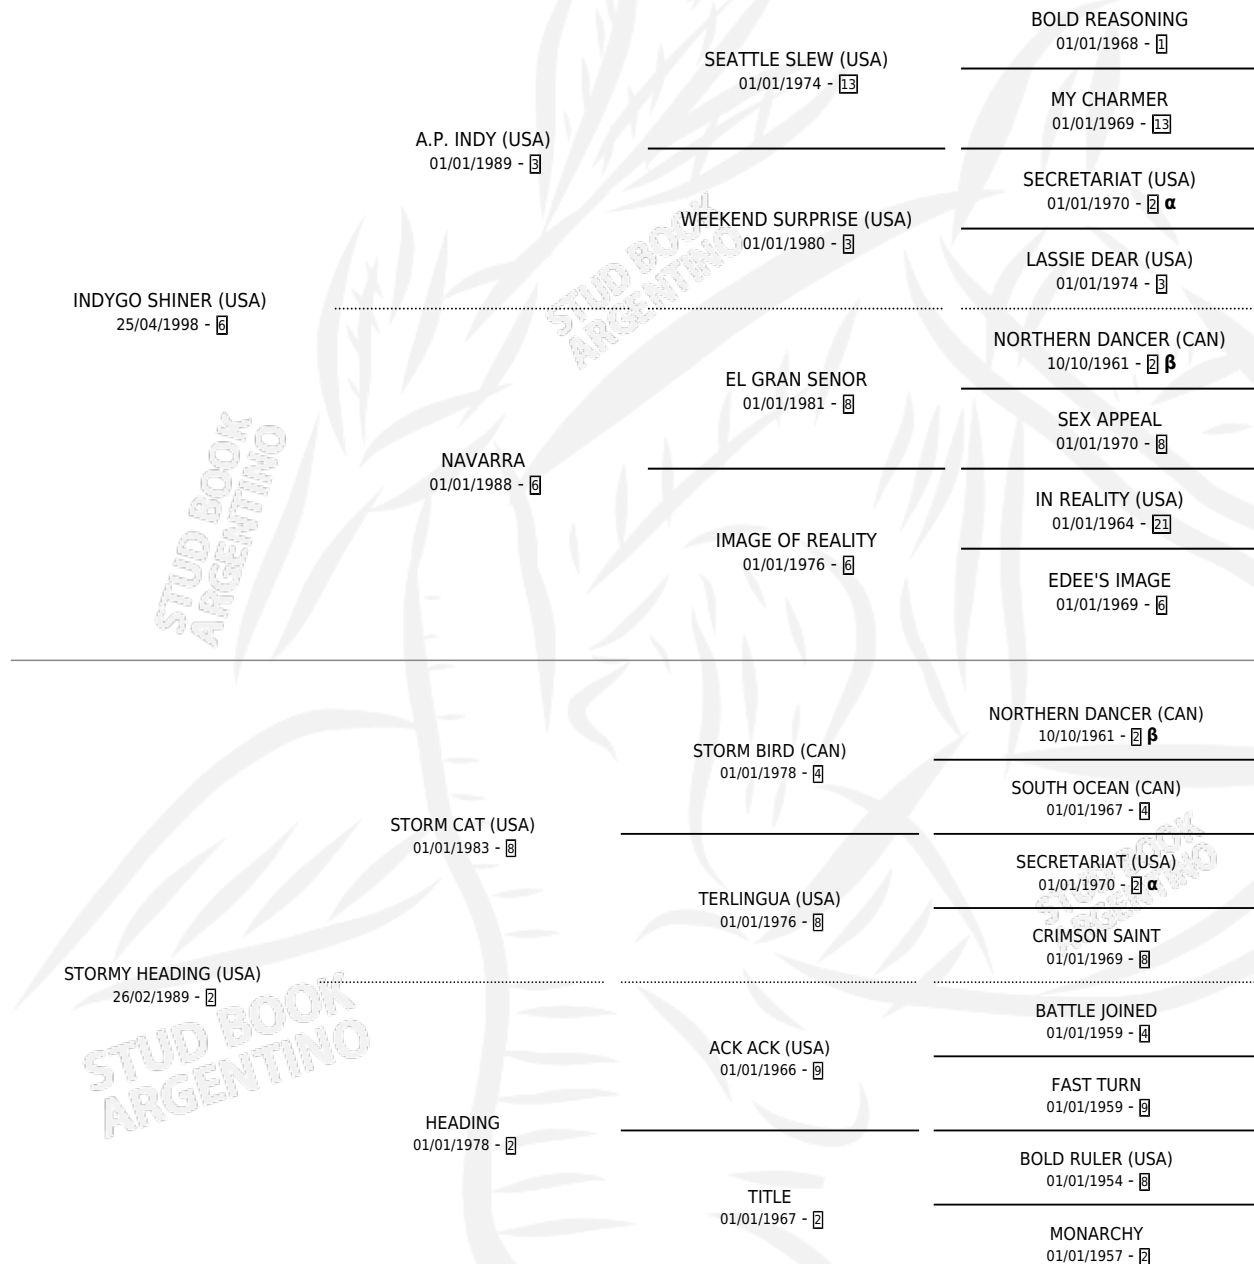 BOLD REASONING
01/01/1968 - 1
SEATTLE SLEW (USA)
01/01/1974 - 13
MY CHARMER
01/01/1969 - 13
A.P. INDY (USA)
01/01/1989 - 3
SECRETARIAT (USA)
01/01/1970 - 2 α
WEEKEND SURPRISE (USA)
01/01/1980 - 3
LASSIE DEAR (USA)
01/01/1974 - 3
INDYGO SHINER (USA)
25/04/1998 - 6
NORTHERN DANCER (CAN)
10/10/1961 - 2 β
EL GRAN SENOR
01/01/1981 - 8
SEX APPEAL
01/01/1970 - 8
NAVARRA
01/01/1988 - 6
IN REALITY (USA)
01/01/1964 - 21
IMAGE OF REALITY
01/01/1976 - 6
EDEE'S IMAGE
01/01/1969 - 6
NORTHERN DANCER (CAN)
10/10/1961 - 2 β
STORM BIRD (CAN)
01/01/1978 - 4
SOUTH OCEAN (CAN)
01/01/1967 - 4
STORM CAT (USA)
01/01/1983 - 8
SECRETARIAT (USA)
01/01/1970 - 2 α
TERLINGUA (USA)
01/01/1976 - 8
CRIMSON SAINT
01/01/1969 - 8
STORMY HEADING (USA)
26/02/1989 - 2
BATTLE JOINED
01/01/1959 - 4
ACK ACK (USA)
01/01/1966 - 9
FAST TURN
01/01/1959 - 9
HEADING
01/01/1978 - 2
BOLD RULER (USA)
01/01/1954 - 8
TITLE
01/01/1967 - 2
MONARCHY
01/01/1957 - 2
STUD BOOK
ARGENTINO
STUD BOOK
ARGENTINO
STUD BOOK
ARGENTINO
STUD BOOK
ARGENTINO